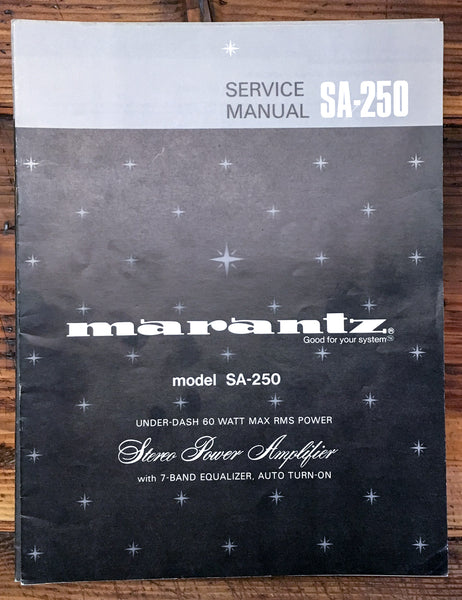 SERVICE
MANUAL SA-250
marantz®
Good for your system™
model SA-250
UNDER-DASH 60 WATT MAX RMS POWER
Stereo Power Amplifier
with 7-BAND EQUALIZER, AUTO TURN-ON